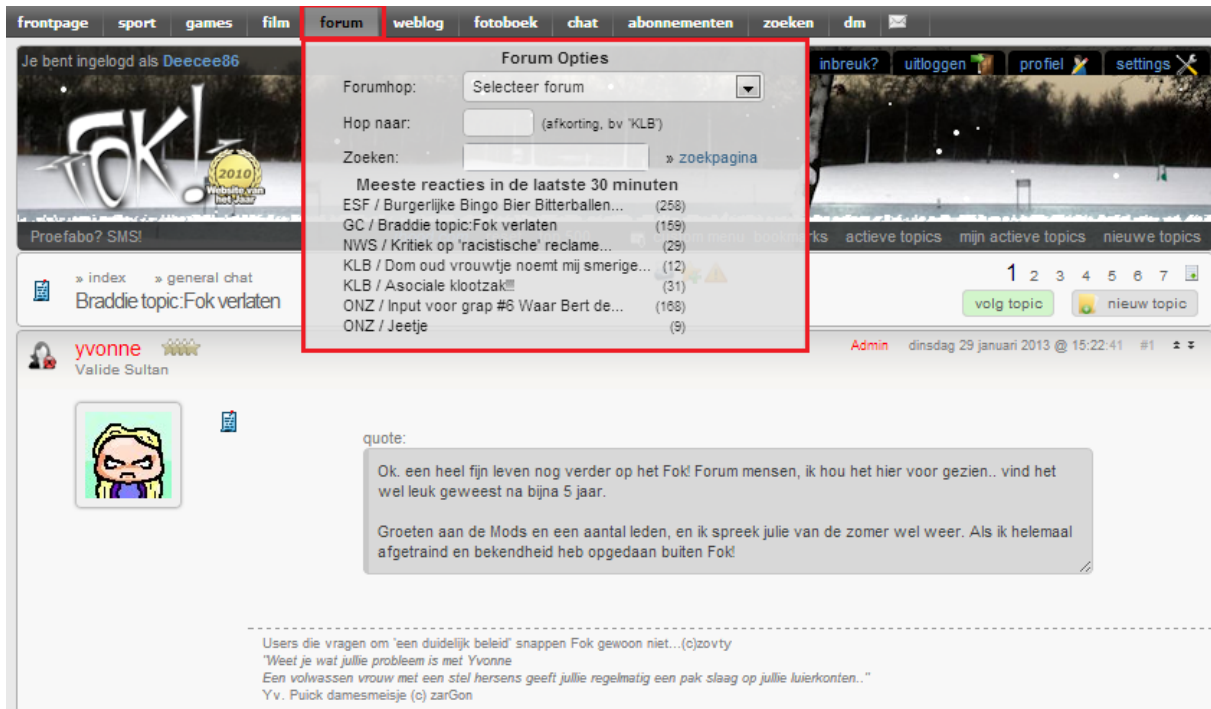 frontpage sport games film forum weblog fotoboek chat abonnementen zoeken dm
Je bent ingelogd als Deecee86
inbreuk? uitloggen profiel settings
Forum Opties
Forumhop: Selecteer forum
Hop naar: (afkorting, bv 'KLB')
Zoeken: » zoekpagina
Meeste reacties in de laatste 30 minuten
ESF / Burgerlijke Bingo Bier Bitterballen... (258)
GC / Braddie topic:Fok verlaten (159)
NWS / Kritiek op 'racistische' reclame... (29)
KLB / Dom oud vrouwtje noemt mij smerige... (12)
KLB / Asociale klootzak!!! (31)
ONZ / Input voor grap #6 Waar Bert de... (168)
ONZ / Jeetje (9)
FOK!
2010
Website van
het Jaar
Proefabo? SMS!
actieve topics mijn actieve topics nieuwe topics
» index » general chat
Braddie topic:Fok verlaten
1 2 3 4 5 6 7
volg topic nieuw topic
yvonne
Valide Sultan
Admin dinsdag 29 januari 2013 @ 15:22:41 #1
quote:
Ok. een heel fijn leven nog verder op het Fok! Forum mensen, ik hou het hier voor gezien.. vind het
wel leuk geweest na bijna 5 jaar.
Groeten aan de Mods en een aantal leden, en ik spreek julie van de zomer wel weer. Als ik helemaal
afgetraind en bekendheid heb opgedaan buiten Fok!
Users die vragen om 'een duidelijk beleid' snappen Fok gewoon niet...(c)zovty
"Weet je wat jullie probleem is met Yvonne
Een volwassen vrouw met een stel hersens geeft jullie regelmatig een pak slaag op jullie luierkonten.."
Yv. Puick damesmeisje (c) zarGon